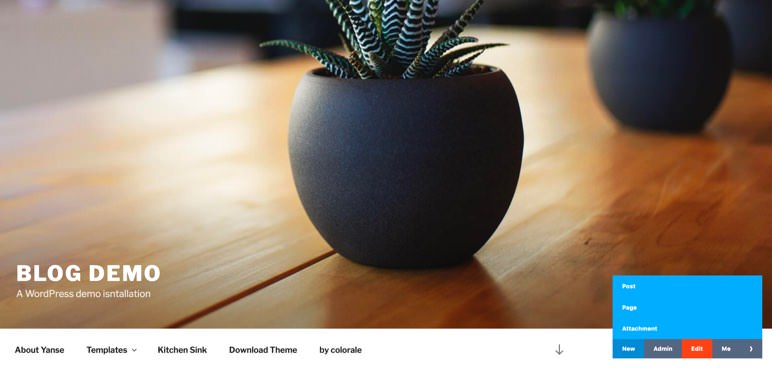 BLOG DEMO
A WordPress demo isntallation
Post
Page
Attachment
New Admin Edit Me ❯
About Yanse Templates Kitchen Sink Download Theme by colorale